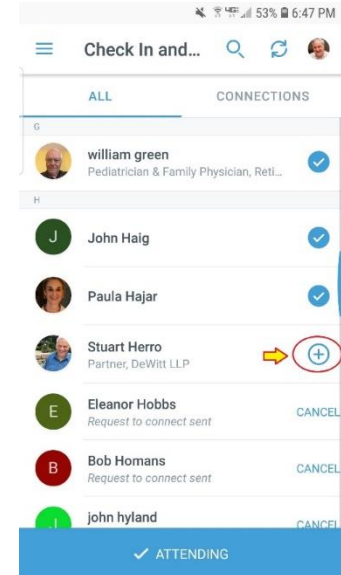 53% 6:47 PM
Check In and...
ALL CONNECTIONS
G
william green
Pediatrician & Family Physician, Reti...
H
J John Haig
Paula Hajar
Stuart Herro
Partner, DeWitt LLP
E Eleanor Hobbs
Request to connect sent
CANCEL
B Bob Homans
Request to connect sent
CANCEL
john hyland
CANCEL
ATTENDING